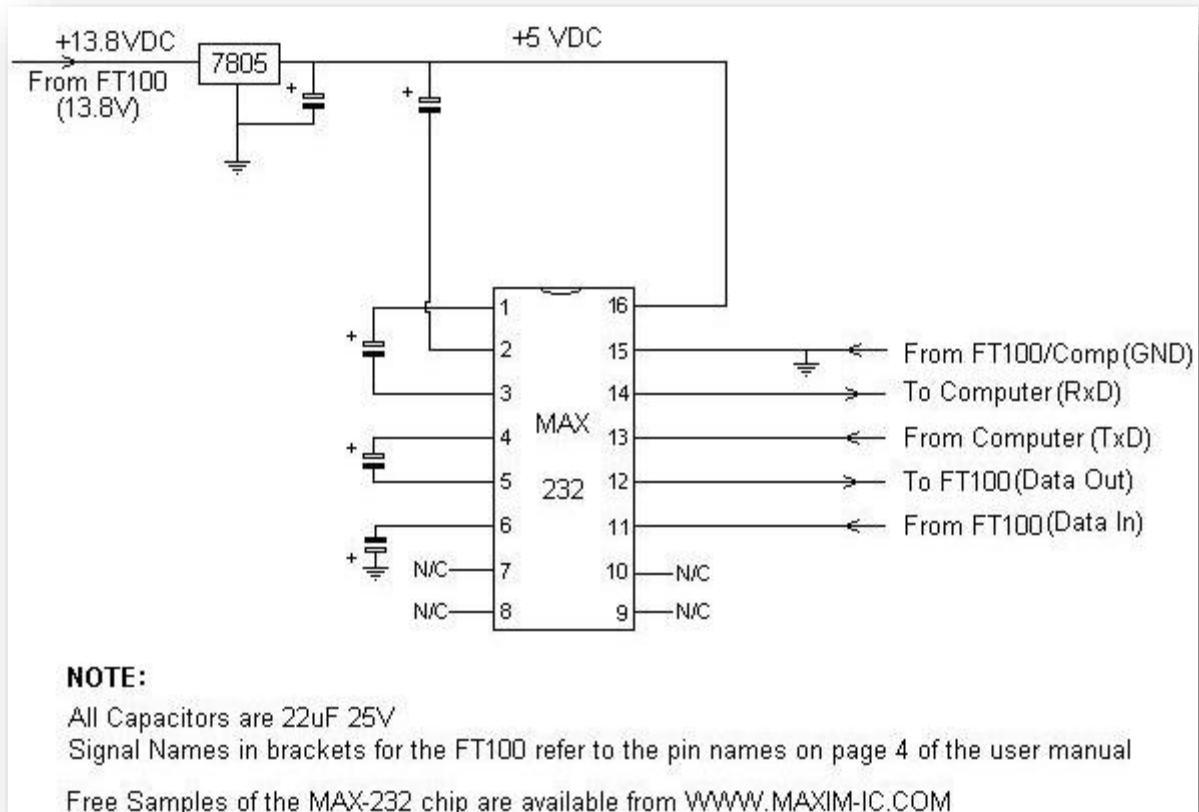 +13.8VDC
From FT100
(13.8V)
7805
+5 VDC
+
+
1
2
3
4
5
6
7
8
16
15
14
13
12
11
10
9
MAX
232
+
+
+
N/C
N/C
N/C
N/C
From FT100/Comp(GND)
To Computer(RxD)
From Computer(TxD)
To FT100(Data Out)
From FT100(Data In)
NOTE:
All Capacitors are 22uF 25V
Signal Names in brackets for the FT100 refer to the pin names on page 4 of the user manual
Free Samples of the MAX-232 chip are available from WWW.MAXIM-IC.COM